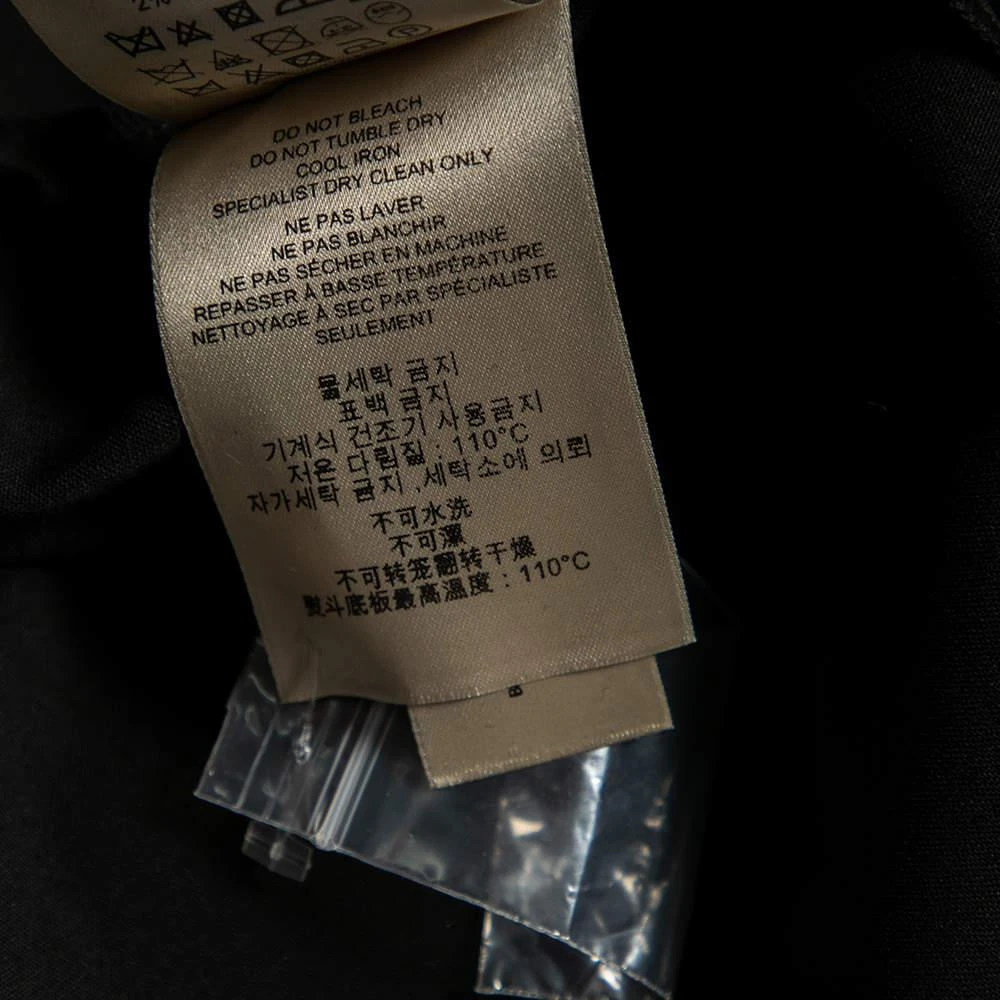 2%
DO NOT BLEACH
DO NOT TUMBLE DRY
COOL IRON
SPECIALIST DRY CLEAN ONLY
NE PAS LAVER
NE PAS BLANCHIR
NE PAS SÉCHER EN MACHINE
REPASSER À BASSE TEMPÉRATURE
NETTOYAGE À SEC PAR SPÉCIALISTE
SEULEMENT
물세탁 금지
표백 금지
기계식 건조기 사용금지
저온 다림질 : 110°C
자가세탁 금지 ,세탁소에 의뢰
不可水洗
不可漂
不可转笼翻转干燥
熨斗底板最高温度 : 110°C